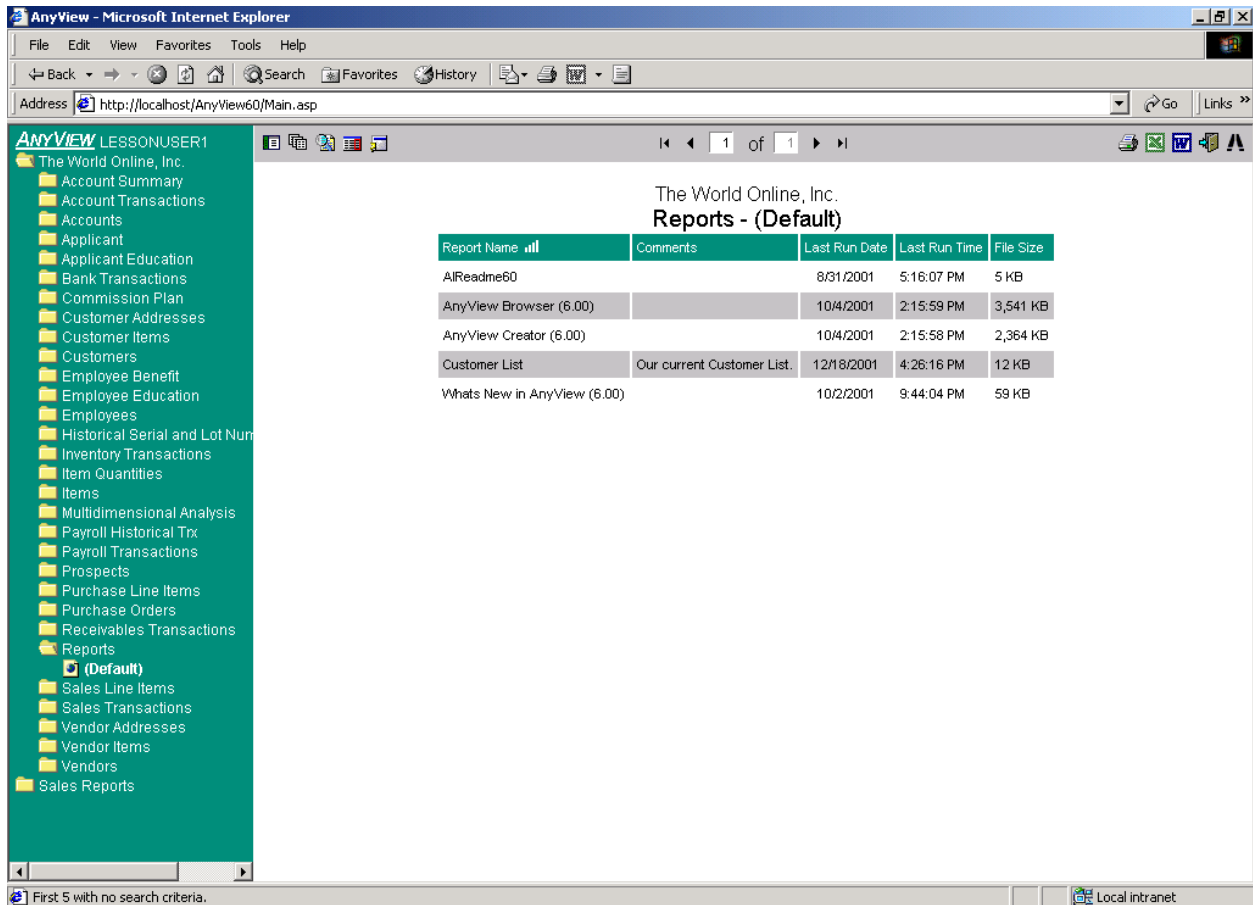 AnyView - Microsoft Internet Explorer
File Edit View Favorites Tools Help
Back Search Favorites History
Address http://localhost/AnyView60/Main.asp Go Links »
ANYVIEW LESSONUSER1
The World Online, Inc.
Account Summary
Account Transactions
Accounts
Applicant
Applicant Education
Bank Transactions
Commission Plan
Customer Addresses
Customer Items
Customers
Employee Benefit
Employee Education
Employees
Historical Serial and Lot Num
Inventory Transactions
Item Quantities
Items
Multidimensional Analysis
Payroll Historical Trx
Payroll Transactions
Prospects
Purchase Line Items
Purchase Orders
Receivables Transactions
Reports
(Default)
Sales Line Items
Sales Transactions
Vendor Addresses
Vendor Items
Vendors
Sales Reports
1 of 1
The World Online, Inc.
Reports - (Default)
Report Name Comments Last Run Date Last Run Time File Size
AIReadme60 8/31/2001 5:16:07 PM 5 KB
AnyView Browser (6.00) 10/4/2001 2:15:59 PM 3,541 KB
AnyView Creator (6.00) 10/4/2001 2:15:58 PM 2,364 KB
Customer List Our current Customer List. 12/18/2001 4:26:16 PM 12 KB
Whats New in AnyView (6.00) 10/2/2001 9:44:04 PM 59 KB
First 5 with no search criteria. Local intranet